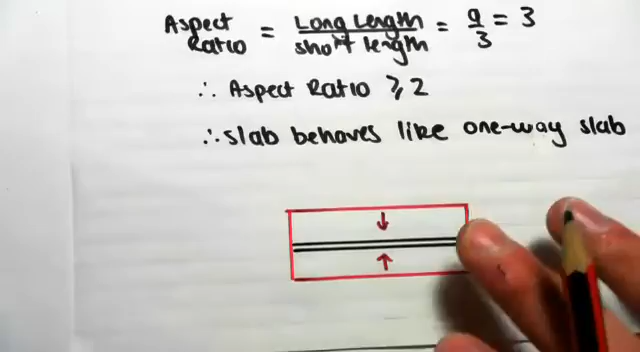 Aspect Ratio = Long Length / short length = 9 / 3 = 3
∴ Aspect Ratio ⩾ 2
∴ slab behaves like one-way slab